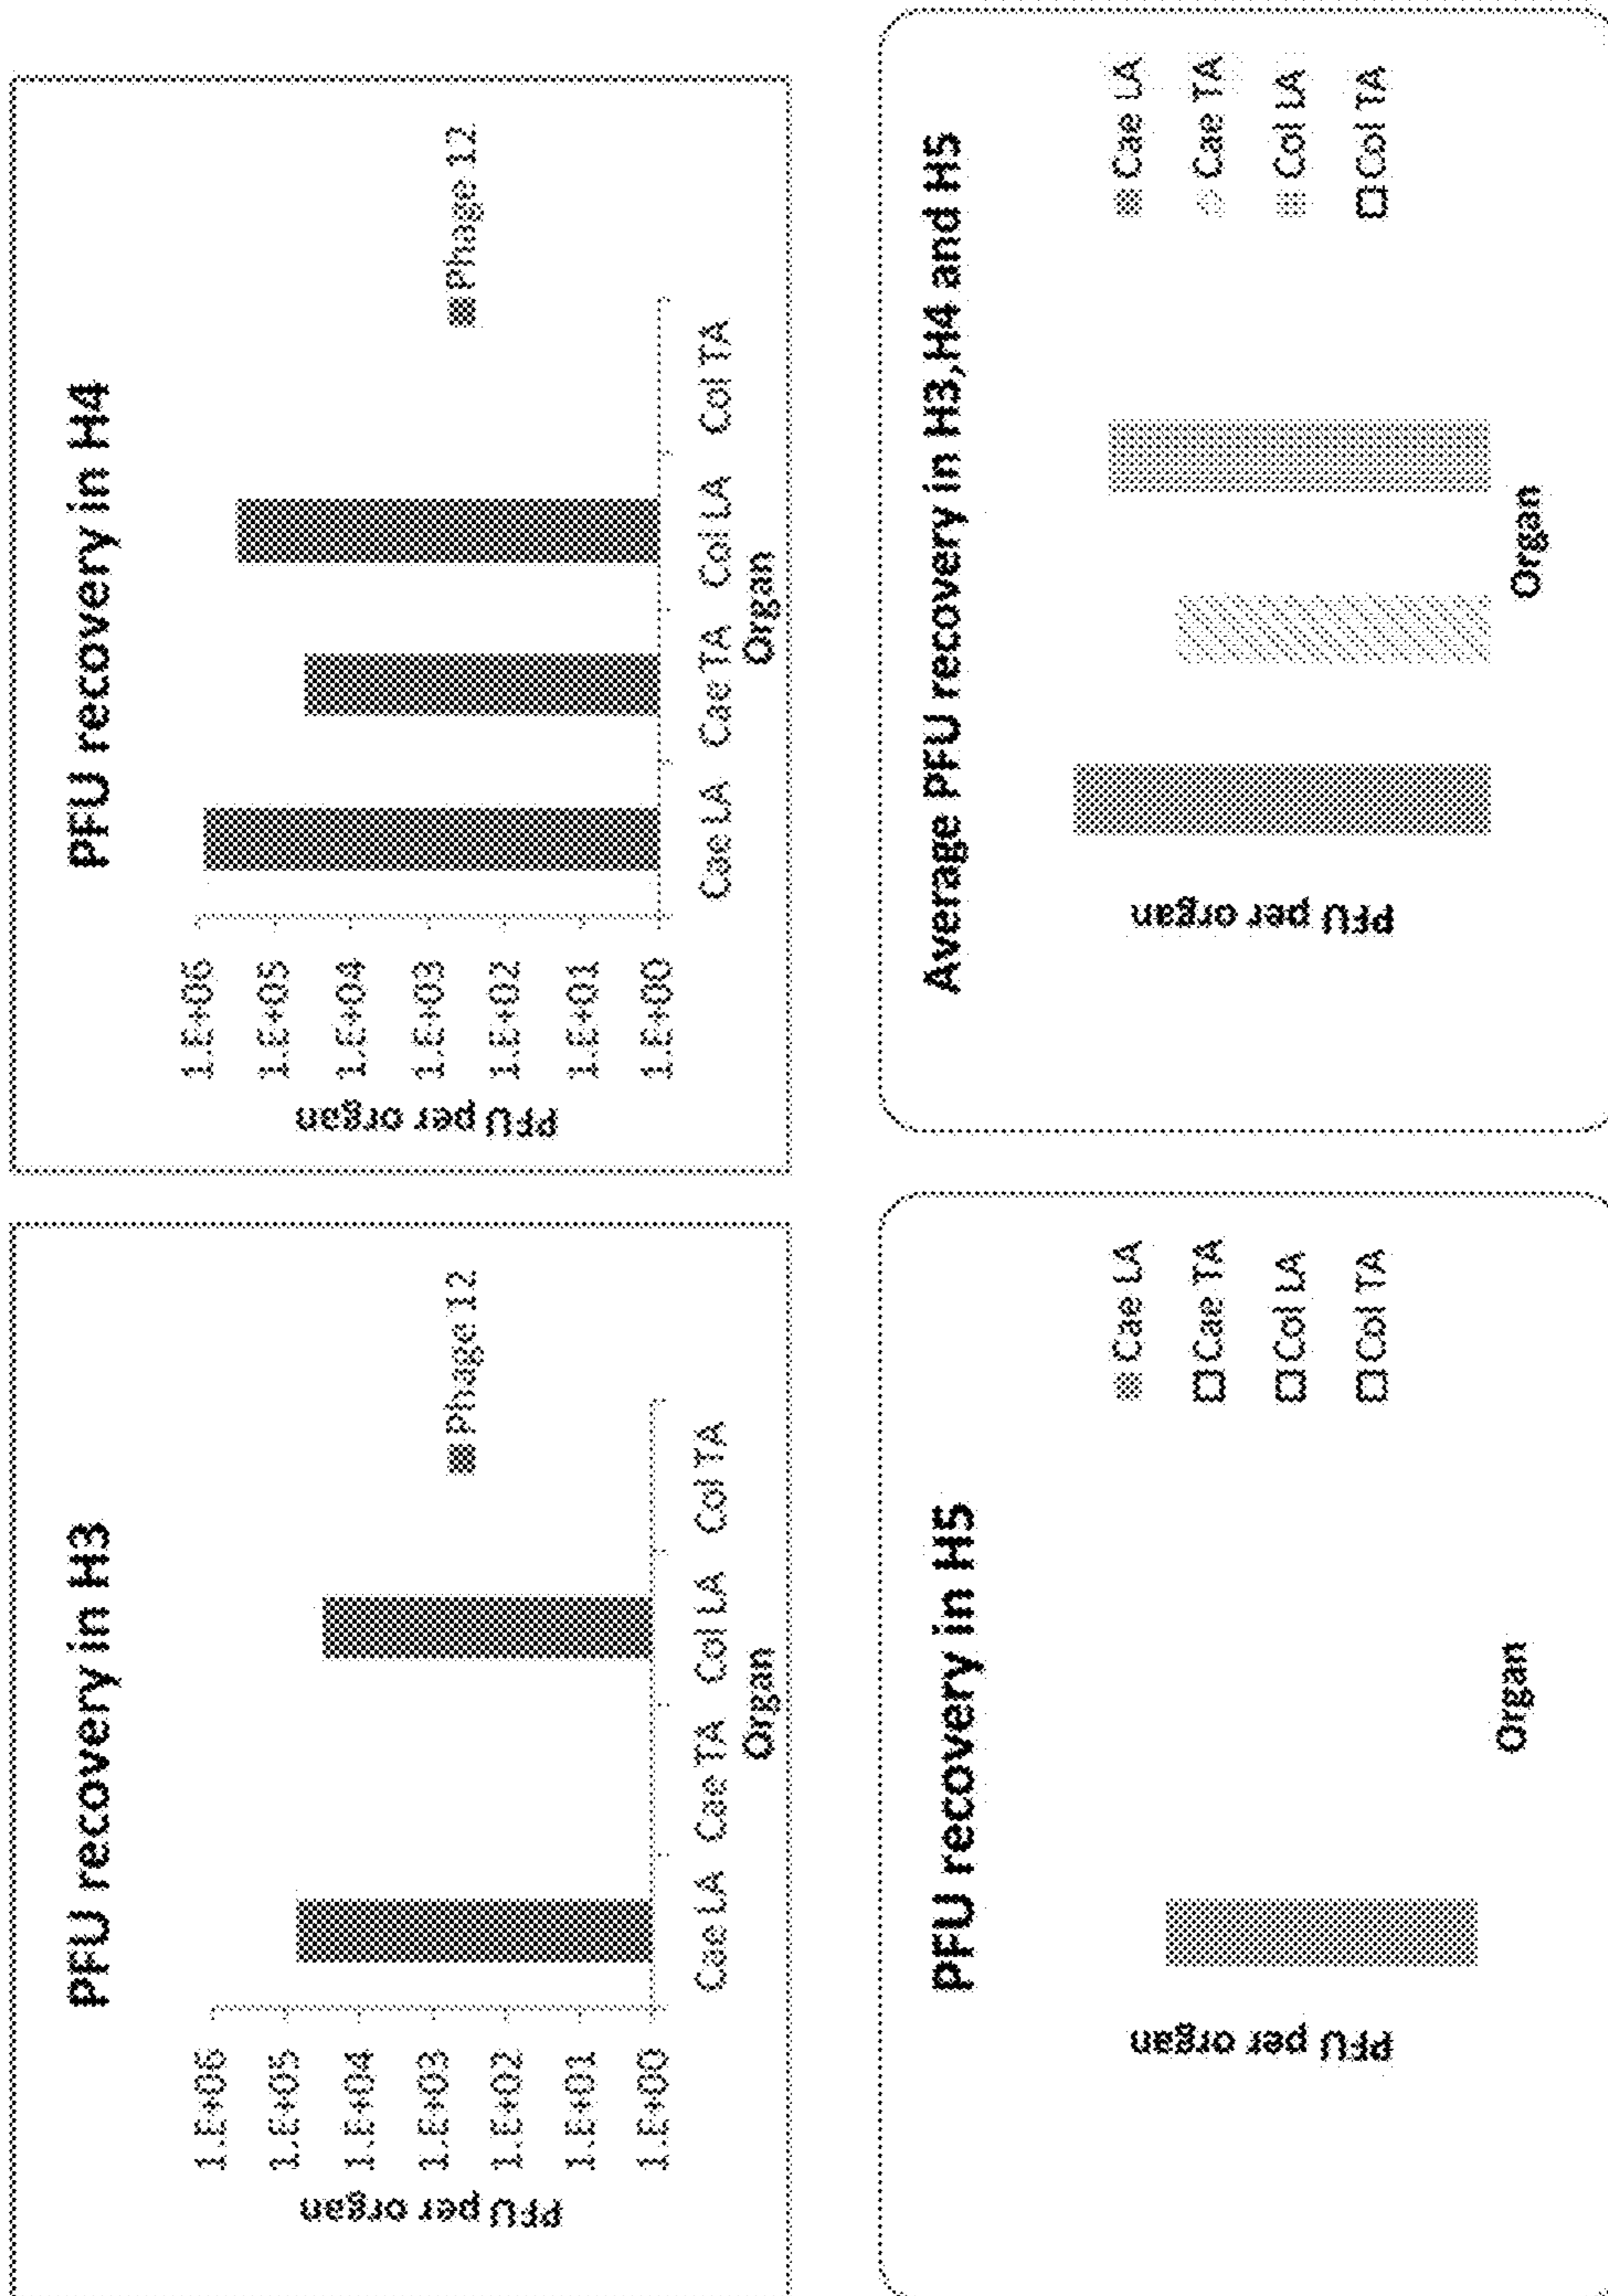 PFU recovery in H3
PFU per organ
1.E+06
1.E+05
1.E+04
1.E+03
1.E+02
1.E+01
1.E+00
Cae LA Cae TA Col LA Col TA
Organ
Phage 12
PFU recovery in H4
PFU per organ
1.E+06
1.E+05
1.E+04
1.E+03
1.E+02
1.E+01
1.E+00
Cae LA Cae TA Col LA Col TA
Organ
Phage 12
PFU recovery in H5
PFU per organ
Organ
Cae LA
Cae TA
Col LA
Col TA
Average PFU recovery in H3,H4 and H5
PFU per organ
Organ
Cae LA
Cae TA
Col LA
Col TA